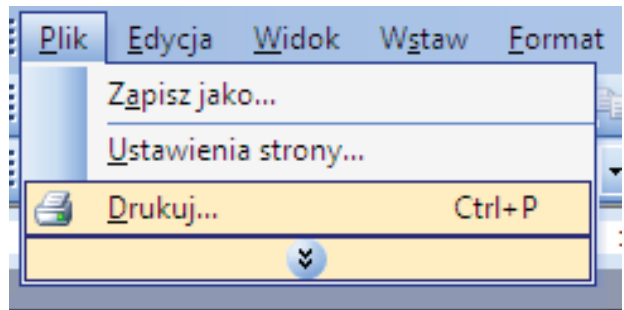 Plik Edycja Widok Wstaw Format
Zapisz jako...
Ustawienia strony...
Drukuj... Ctrl+P